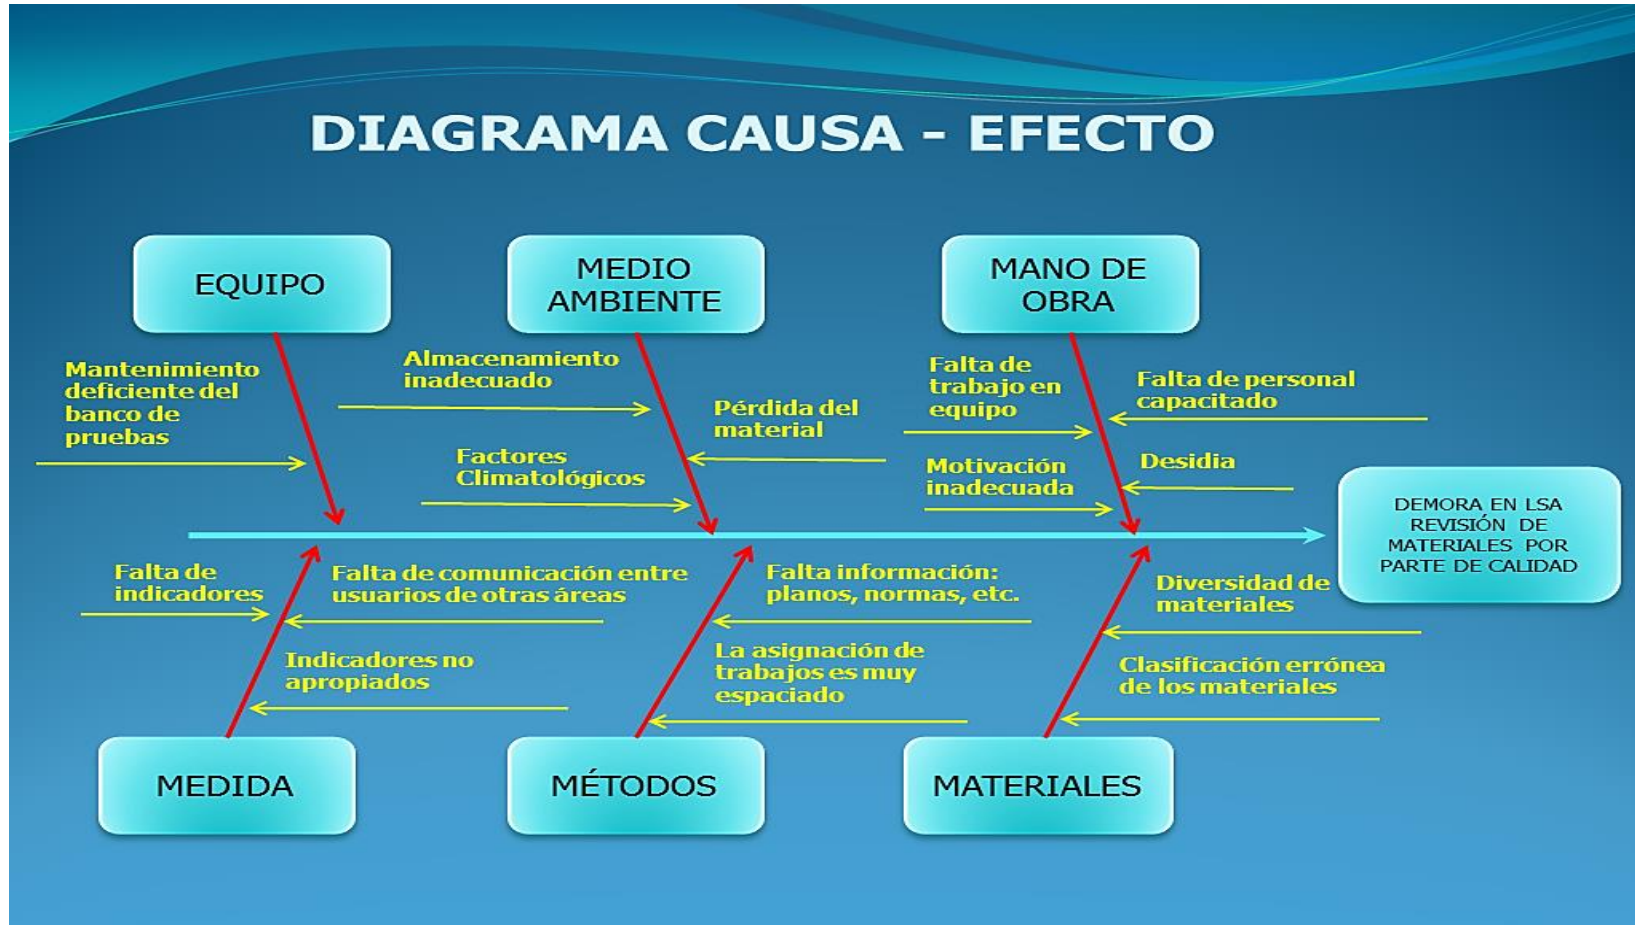 DIAGRAMA CAUSA - EFECTO
EQUIPO
MEDIO
AMBIENTE
MANO DE
OBRA
Mantenimiento
deficiente del
banco de
pruebas
Almacenamiento
inadecuado
Pérdida del
material
Factores
Climatológicos
Falta de
trabajo en
equipo
Falta de personal
capacitado
Motivación
inadecuada
Desidia
DEMORA EN LSA
REVISIÓN DE
MATERIALES POR
PARTE DE CALIDAD
Falta de
indicadores
Falta de comunicación entre
usuarios de otras áreas
Indicadores no
apropiados
Falta información:
planos, normas, etc.
La asignación de
trabajos es muy
espaciado
Diversidad de
materiales
Clasificación errónea
de los materiales
MEDIDA
MÉTODOS
MATERIALES